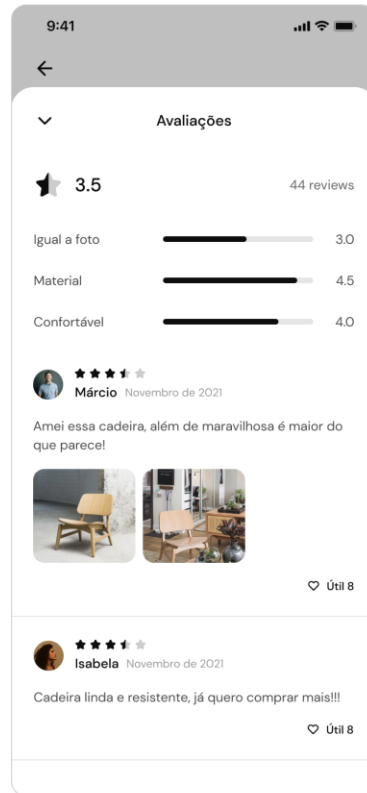 9:41
Avaliações
3.5
44 reviews
Igual a foto 3.0
Material 4.5
Confortável 4.0
Márcio Novembro de 2021
Amei essa cadeira, além de maravilhosa é maior do
que parece!
Útil 8
Isabela Novembro de 2021
Cadeira linda e resistente, já quero comprar mais!!!
Útil 8